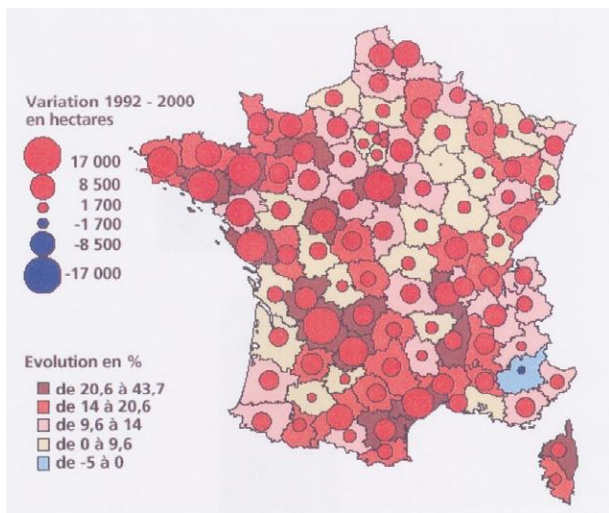 Variation 1992 - 2000
en hectares
17 000
8 500
1 700
-1 700
-8 500
-17 000
Evolution en %
de 20,6 à 43,7
de 14 à 20,6
de 9,6 à 14
de 0 à 9,6
de -5 à 0